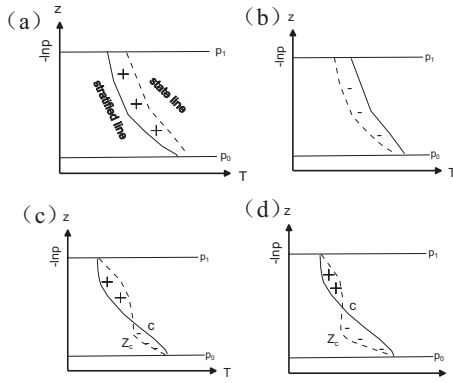 (a)
z
-lnp
p1
stratified line
state line
p0
T
(b)
z
-lnp
p1
p0
T
(c)
z
-lnp
p1
c
Zc
p0
T
(d)
z
-lnp
p1
c
Zc
p0